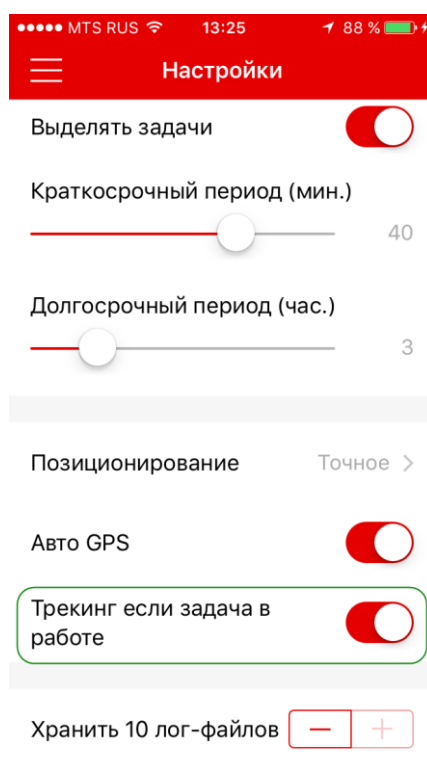 MTS RUS 13:25 88 %
Настройки
Выделять задачи
Краткосрочный период (мин.)
40
Долгосрочный период (час.)
3
Позиционирование Точное
Авто GPS
Трекинг если задача в
работе
Хранить 10 лог-файлов − +